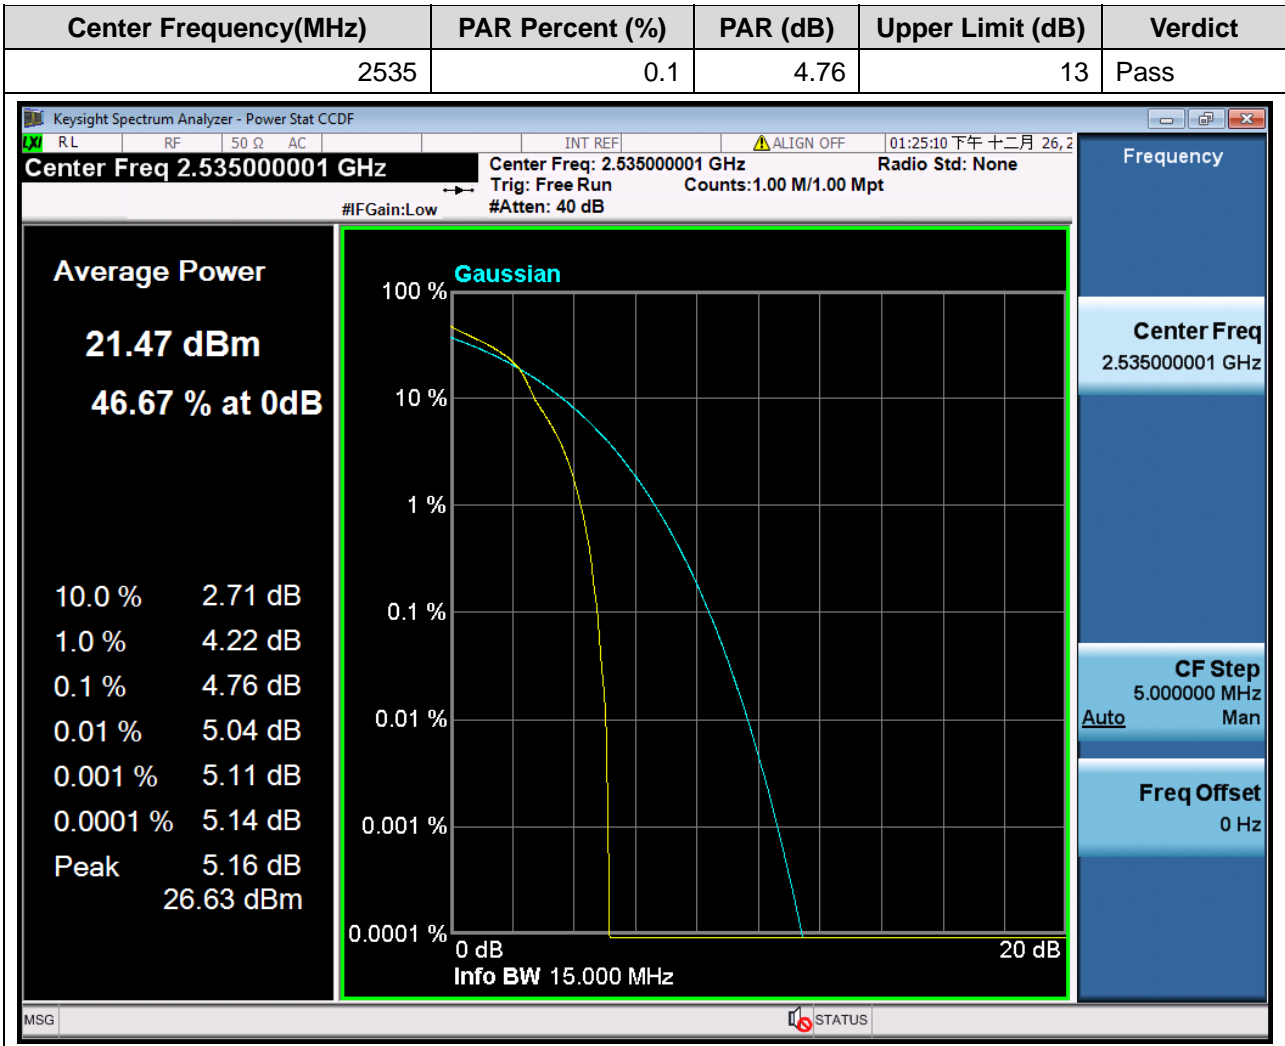 Center Frequency(MHz) PAR Percent (%) PAR (dB) Upper Limit (dB) Verdict
2535 0.1 4.76 13 Pass
Keysight Spectrum Analyzer - Power Stat CCDF
LXI RL RF 50 Ω AC INT REF ALIGN OFF 01:25:10 下午 十二月 26, 2
Center Freq 2.535000001 GHz
#IFGain:Low
Center Freq: 2.535000001 GHz Radio Std: None
Trig: Free Run Counts:1.00 M/1.00 Mpt
#Atten: 40 dB
Average Power
21.47 dBm
46.67 % at 0dB
10.0 % 2.71 dB
1.0 % 4.22 dB
0.1 % 4.76 dB
0.01 % 5.04 dB
0.001 % 5.11 dB
0.0001 % 5.14 dB
Peak 5.16 dB
26.63 dBm
Gaussian
100 %
10 %
1 %
0.1 %
0.01 %
0.001 %
0.0001 %
0 dB 20 dB
Info BW 15.000 MHz
Frequency
Center Freq
2.535000001 GHz
CF Step
5.000000 MHz
Auto Man
Freq Offset
0 Hz
MSG STATUS